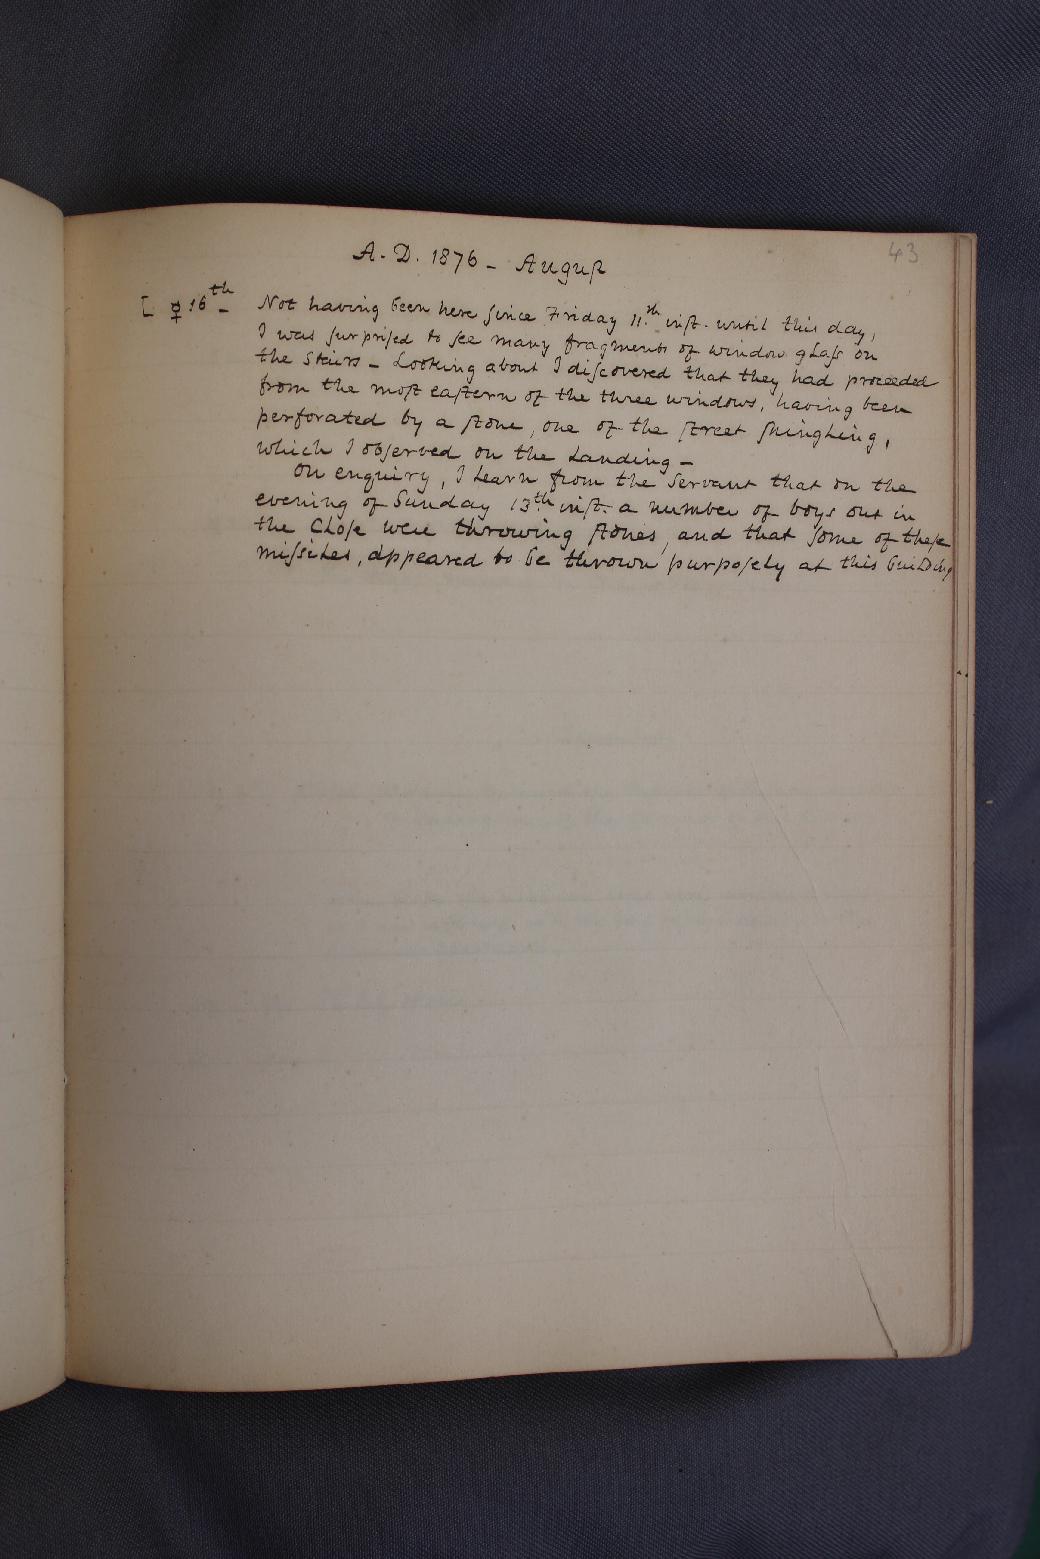 43
A. D. 1876 - Auguſt
[ ☿ 16th Not having been here ſince Friday 11.th inſt. until this day,
I was ſurpriſed to ſee many fragments of window glaſs on
the Stairs - Looking about I diſcovered that they had proceeded
from the moſt eaſtern of the three windows, having been
perforated by a ſtone, one of the ſtreet ſhingling,
which I obſerved on the Landing -
On enquiry, I Learn from the Servant that on the
evening of Sunday 13th inſt. a number of boys out in
the Cloſe were throwing ſtones, and that ſome of theſe
miſſiles, appeared to be thrown purpoſely at this building